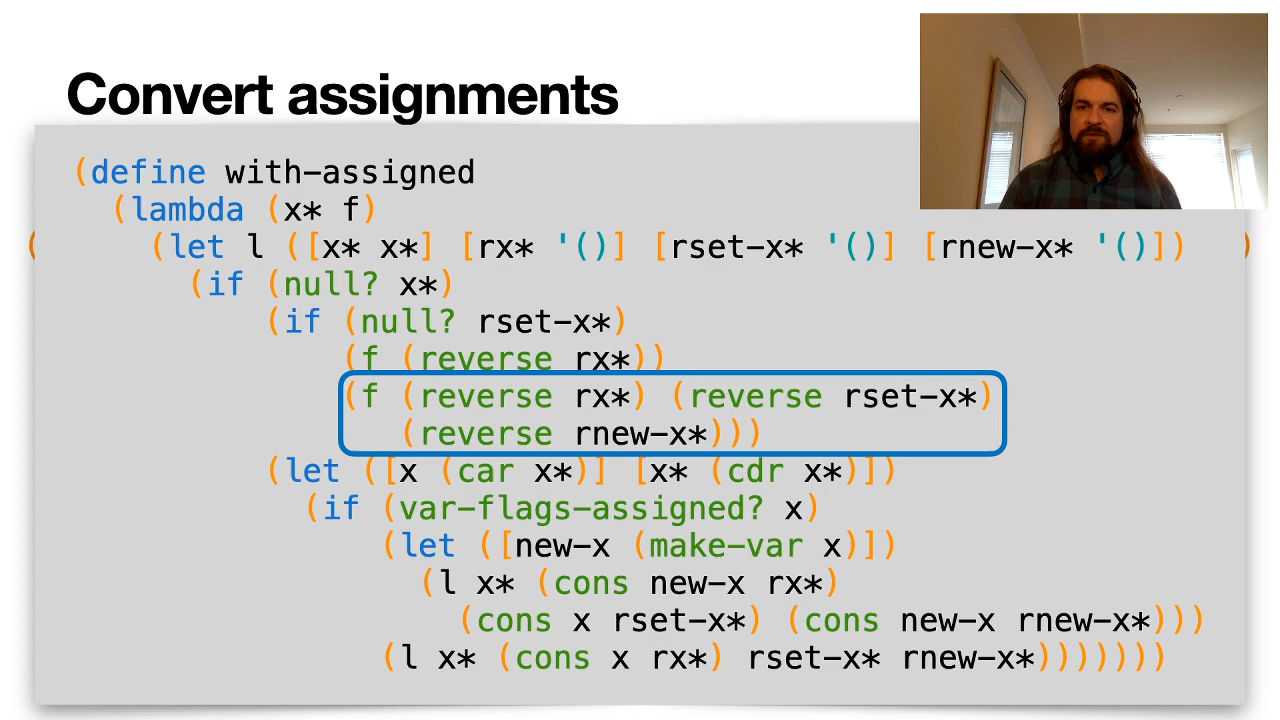 Convert assignments
(define with-assigned
(lambda (x* f)
(let l ([x* x*] [rx* '()] [rset-x* '()] [rnew-x* '()])
(if (null? x*)
(if (null? rset-x*)
(f (reverse rx*))
(f (reverse rx*) (reverse rset-x*)
(reverse rnew-x*)))
(let ([x (car x*)] [x* (cdr x*)])
(if (var-flags-assigned? x)
(let ([new-x (make-var x)])
(l x* (cons new-x rx*)
(cons x rset-x*) (cons new-x rnew-x*)))
(l x* (cons x rx*) rset-x* rnew-x*)))))))